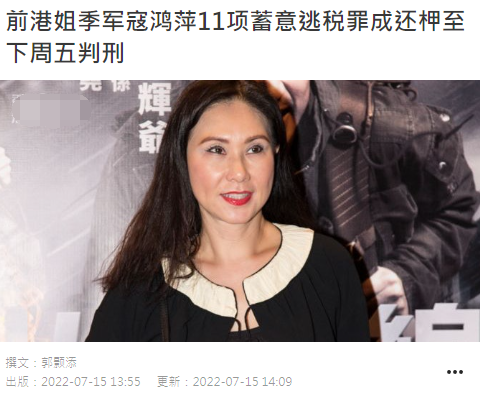 前港姐季军寇鸿萍11项蓄意逃税罪成还柙至
下周五判刑
輝爺
撰文：郭颢添
出版：2022-07-15 13:55 更新：2022-07-15 14:09